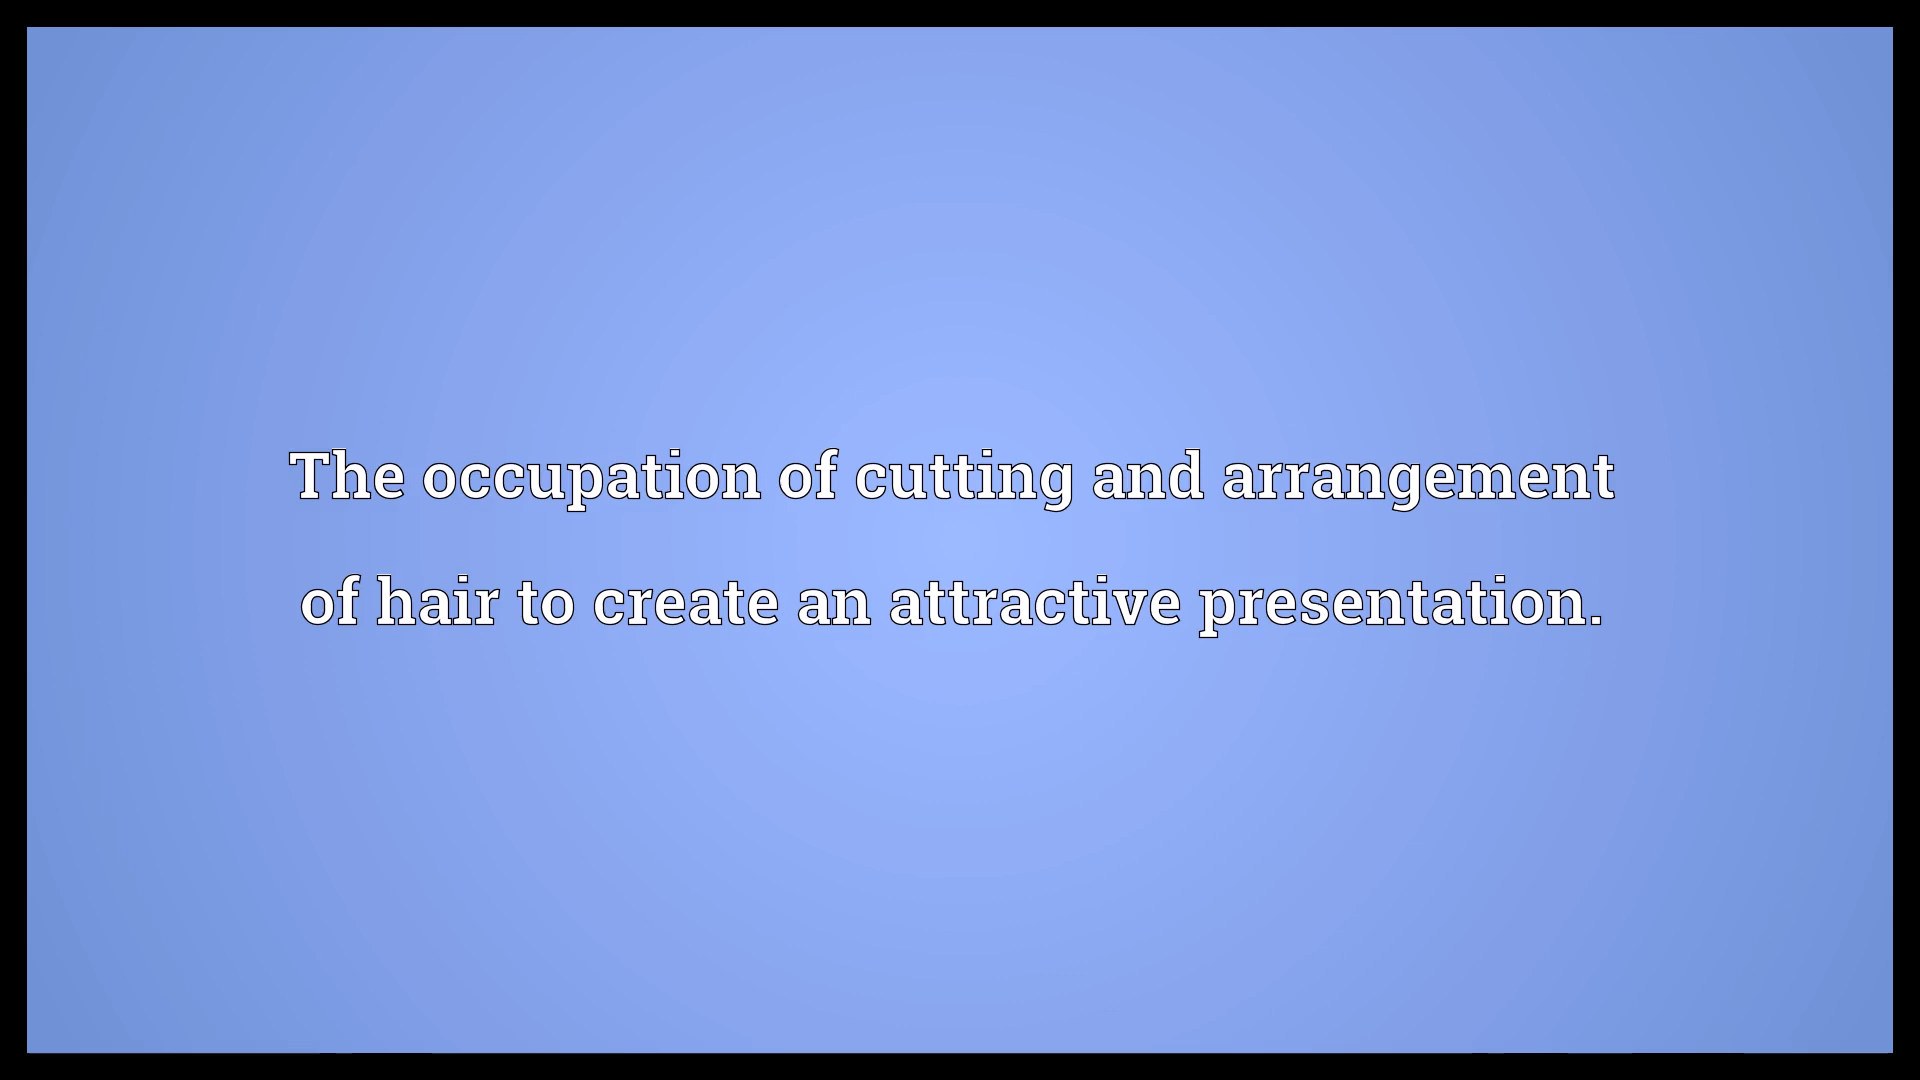 The occupation of cutting and arrangement
of hair to create an attractive presentation.